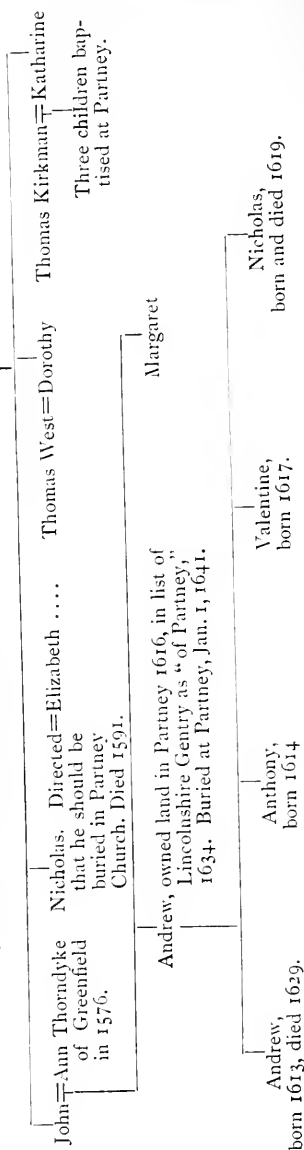 John=Ann Thorndyke
of Greenfield
in 1576.
Nicholas. Directed=Elizabeth ....
that he should be
buried in Partney
Church. Died 1591.
Thomas West=Dorothy
Thomas Kirkman=Katharine
Three children bap-
tised at Partney.
Andrew, owned land in Partney 1616, in list of
Lincolnshire Gentry as “of Partney,”
1634. Buried at Partney, Jan. 1, 1641.
Margaret
Andrew,
born 1613, died 1629.
Anthony,
born 1614
Valentine,
born 1617.
Nicholas,
born and died 1619.